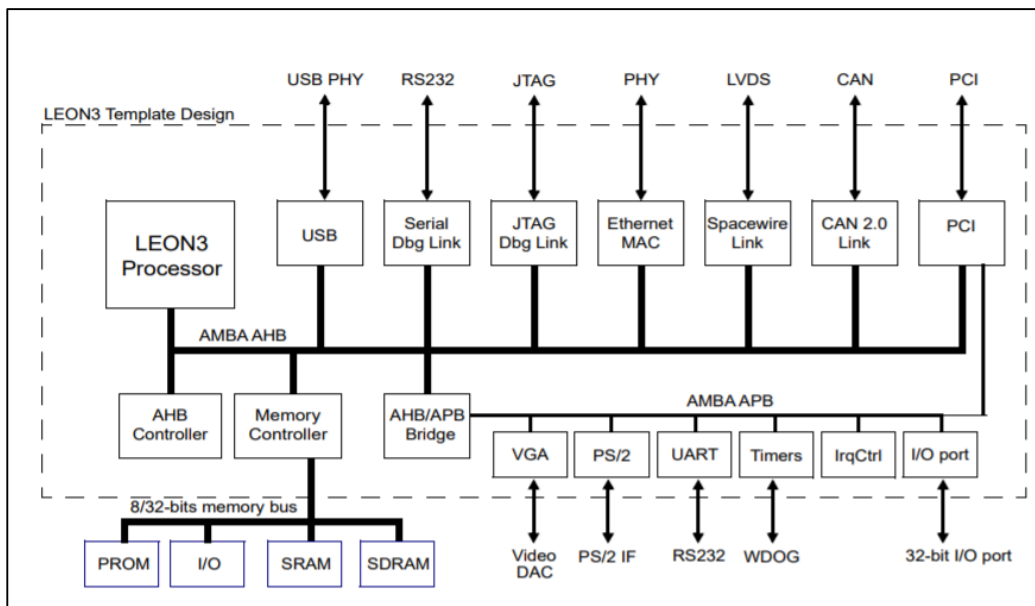 USB PHY
RS232
JTAG
PHY
LVDS
CAN
PCI
LEON3 Template Design
LEON3
Processor
USB
Serial
Dbg Link
JTAG
Dbg Link
Ethernet
MAC
Spacewire
Link
CAN 2.0
Link
PCI
AMBA AHB
AHB
Controller
Memory
Controller
AHB/APB
Bridge
AMBA APB
VGA
PS/2
UART
Timers
IrqCtrl
I/O port
8/32-bits memory bus
PROM
I/O
SRAM
SDRAM
Video
DAC
PS/2 IF
RS232
WDOG
32-bit I/O port